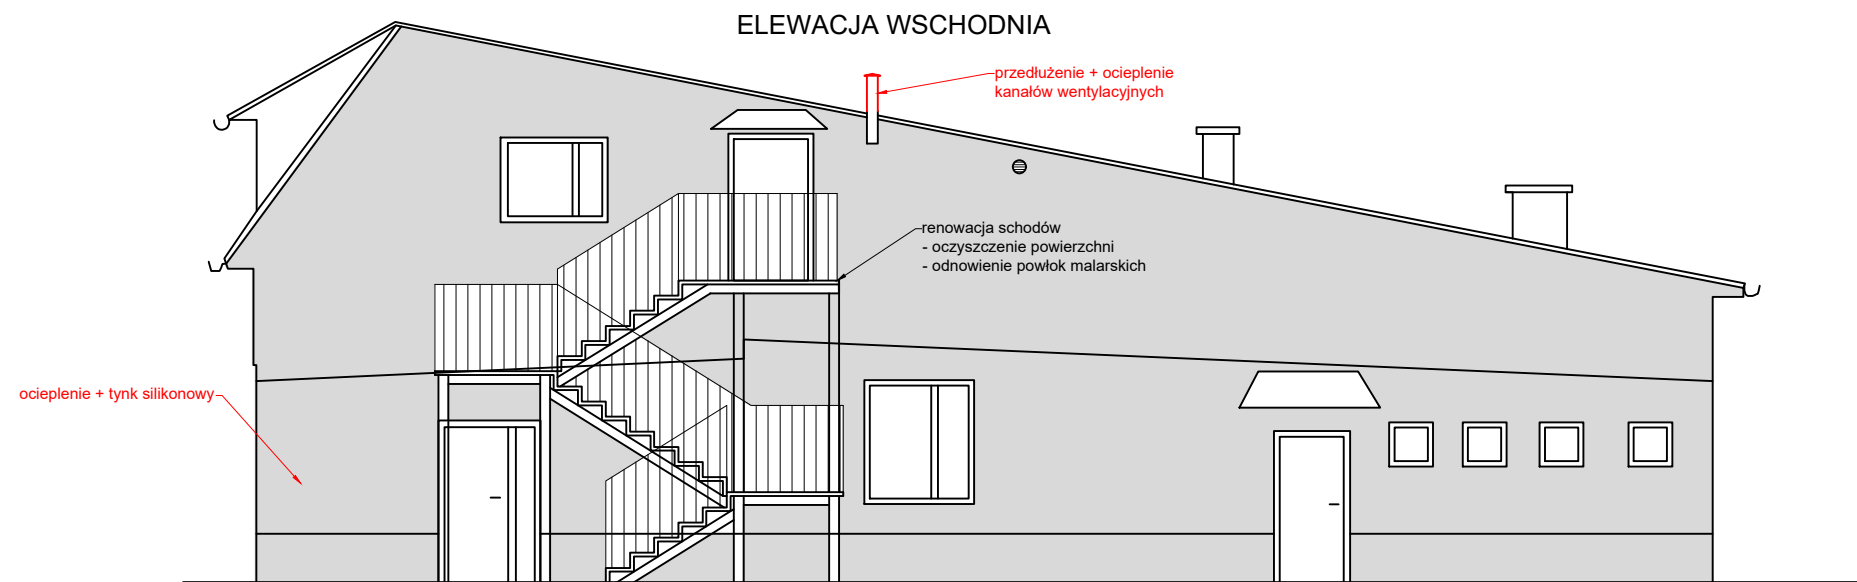 ELEWACJA WSCHODNIA
przedłużenie + ocieplenie
kanałów wentylacyjnych
renowacja schodów
- oczyszczenie powierzchni
- odnowienie powłok malarskich
ocieplenie + tynk silikonowy